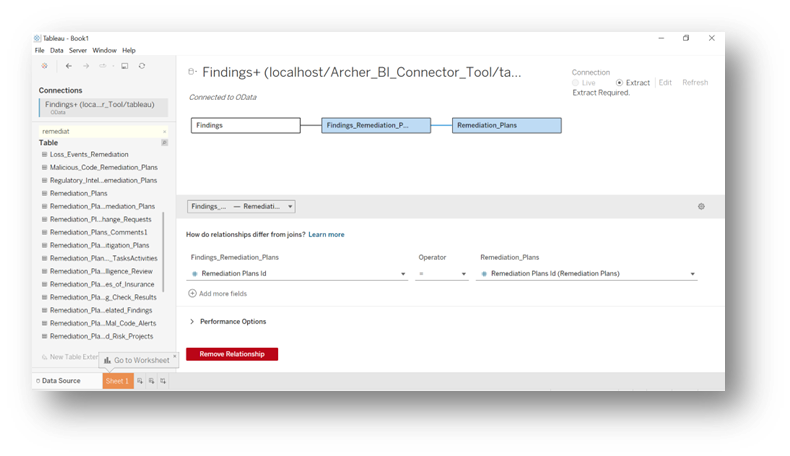 Tableau - Book1
File Data Server Window Help
Connections
Findings+ (loca...r_Tool/tableau)
OData
remediat
Table
Loss_Events_Remediation
Malicious_Code_Remediation_Plans
Regulatory_Intel...emediation_Plans
Remediation_Plans
Remediation_Pla...mediation_Plans
Remediation_Pl...hange_Requests
Remediation_Plans_Comments1
Remediation_Pla...itigation_Plans
Remediation_Plan..._TasksActivities
Remediation_Pla...lligence_Review
Remediation_Pla...es_of_Insurance
Remediation_Pla...g_Check_Results
Remediation_Pla...elated_Findings
Remediation_Pla...Mal_Code_Alerts
Remediation_Pla...d_Risk_Projects
New Table Exten
Go to Worksheet
Data Source
Sheet 1
Findings+ (localhost/Archer_BI_Connector_Tool/ta...
Connected to OData
Connection
Live Extract Edit Refresh
Extract Required.
Findings
Findings_Remediation_P...
Remediation_Plans
Findings_... — Remediati...
How do relationships differ from joins? Learn more
Findings_Remediation_Plans Operator Remediation_Plans
Remediation Plans Id = Remediation Plans Id (Remediation Plans)
Add more fields
Performance Options
Remove Relationship